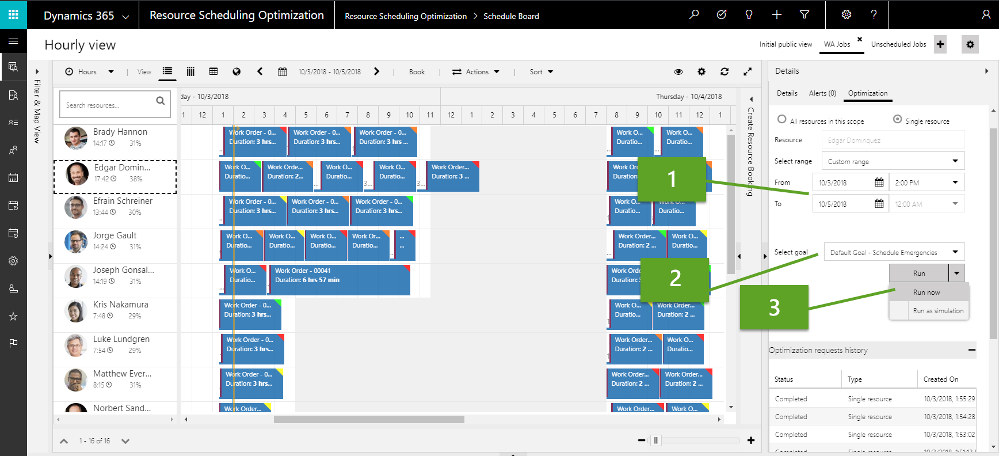 Dynamics 365
Resource Scheduling Optimization
Resource Scheduling Optimization > Schedule Board
Hourly view
Initial public view
WA Jobs
Unscheduled Jobs
Filter & Map View
Hours
View
10/3/2018 - 10/5/2018
Book
Actions
Sort
Search resources...
day - 10/3/2018
Thursday - 10/4/2018
1 12 1 2 3 4 5 6 7 8 9 10 11 12 1 2 3 4 5 6 7 8 9 10 11 12 1
Brady Hannon
14:17 31%
Work Order - 0...
Duration: 3 hrs...
Work Order - 0...
Duration: 3 hrs...
Work Order - 0...
Duration: 3 hrs ...
Work O...
Duratio...
Work Or...
Duratio...
Edgar Domin...
17:42 38%
Work O...
Duratio...
Work Orde...
Duration: 2...
Work O...
Duratio...
3...
Work O...
Duratio...
3...
Work Order...
Duration: 3 ...
Efrain Schreiner
13:44 30%
Work Order - 0...
Duration: 3 hrs...
Work Order - 0...
Duration: 3 hrs...
Work Order - 0...
Duration: 3 hrs...
Work O...
Duratio...
Duratio...
Jorge Gault
14:24 31%
Work O...
Duratio...
Work O...
Duratio...
Work O...
Duratio...
Work Or...
Duratio...
...
...
Work Order...
Duration: 2 ...
Work O...
Duratio...
Joseph Gonsal...
14:19 31%
Work O...
Duratio...
Work Order - 00041
Duration: 6 hrs 57 min
Work Order
Duration:
Kris Nakamura
7:48 29%
Work Order - 0...
Duration: 3 hrs...
Work O...
Duratio...
Work Order...
Duration: 2 ...
Luke Lundgren
7:54 29%
Work Order - 0...
Duration: 3 hrs...
Work Order...
Duration: 2 ...
Work O...
Duratio...
Matthew Ever...
8:15 31%
Work Order - 0...
Duration: 3 hrs...
Work Order...
Duration: 2 ...
Work Order...
Duration: 2 ...
Norbert Sand...
Work Order...
Work Order...
Work O...
1 - 16 of 16
Create Resource Booking
Details
Details
Alerts (0)
Optimization
All resources in this scope
Single resource
Resource
Edgar Dominquez
Select range
Custom range
From
10/3/2018
2:00 PM
To
10/5/2018
12:00 AM
Select goal
Default Goal - Schedule Emergencies
Run
Run now
Run as simulation
1
2
3
Optimization requests history
Status Type Created On
Completed Single resource 10/3/2018, 1:55:29
Completed Single resource 10/3/2018, 1:54:28
Completed Single resource 10/3/2018, 1:53:02